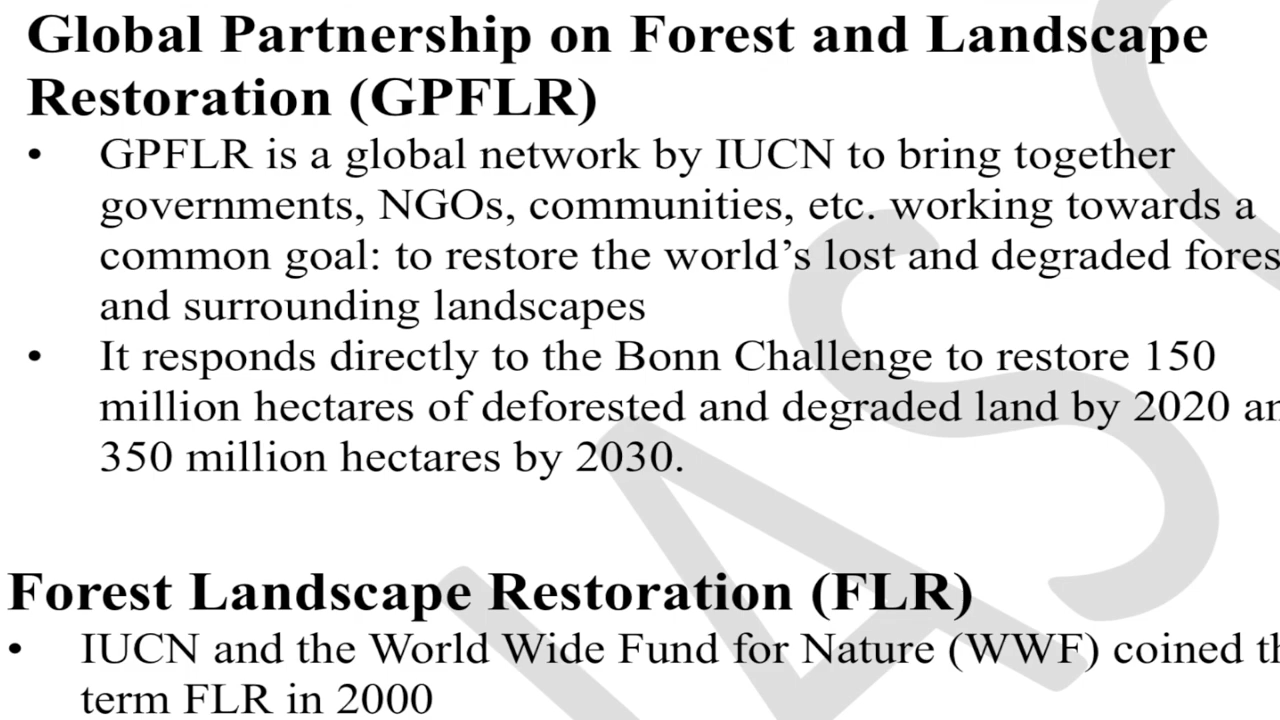 Global Partnership on Forest and Landscape
Restoration (GPFLR)
• GPFLR is a global network by IUCN to bring together
governments, NGOs, communities, etc. working towards a
common goal: to restore the world's lost and degraded fores
and surrounding landscapes
• It responds directly to the Bonn Challenge to restore 150
million hectares of deforested and degraded land by 2020 an
350 million hectares by 2030.
Forest Landscape Restoration (FLR)
• IUCN and the World Wide Fund for Nature (WWF) coined th
term FLR in 2000